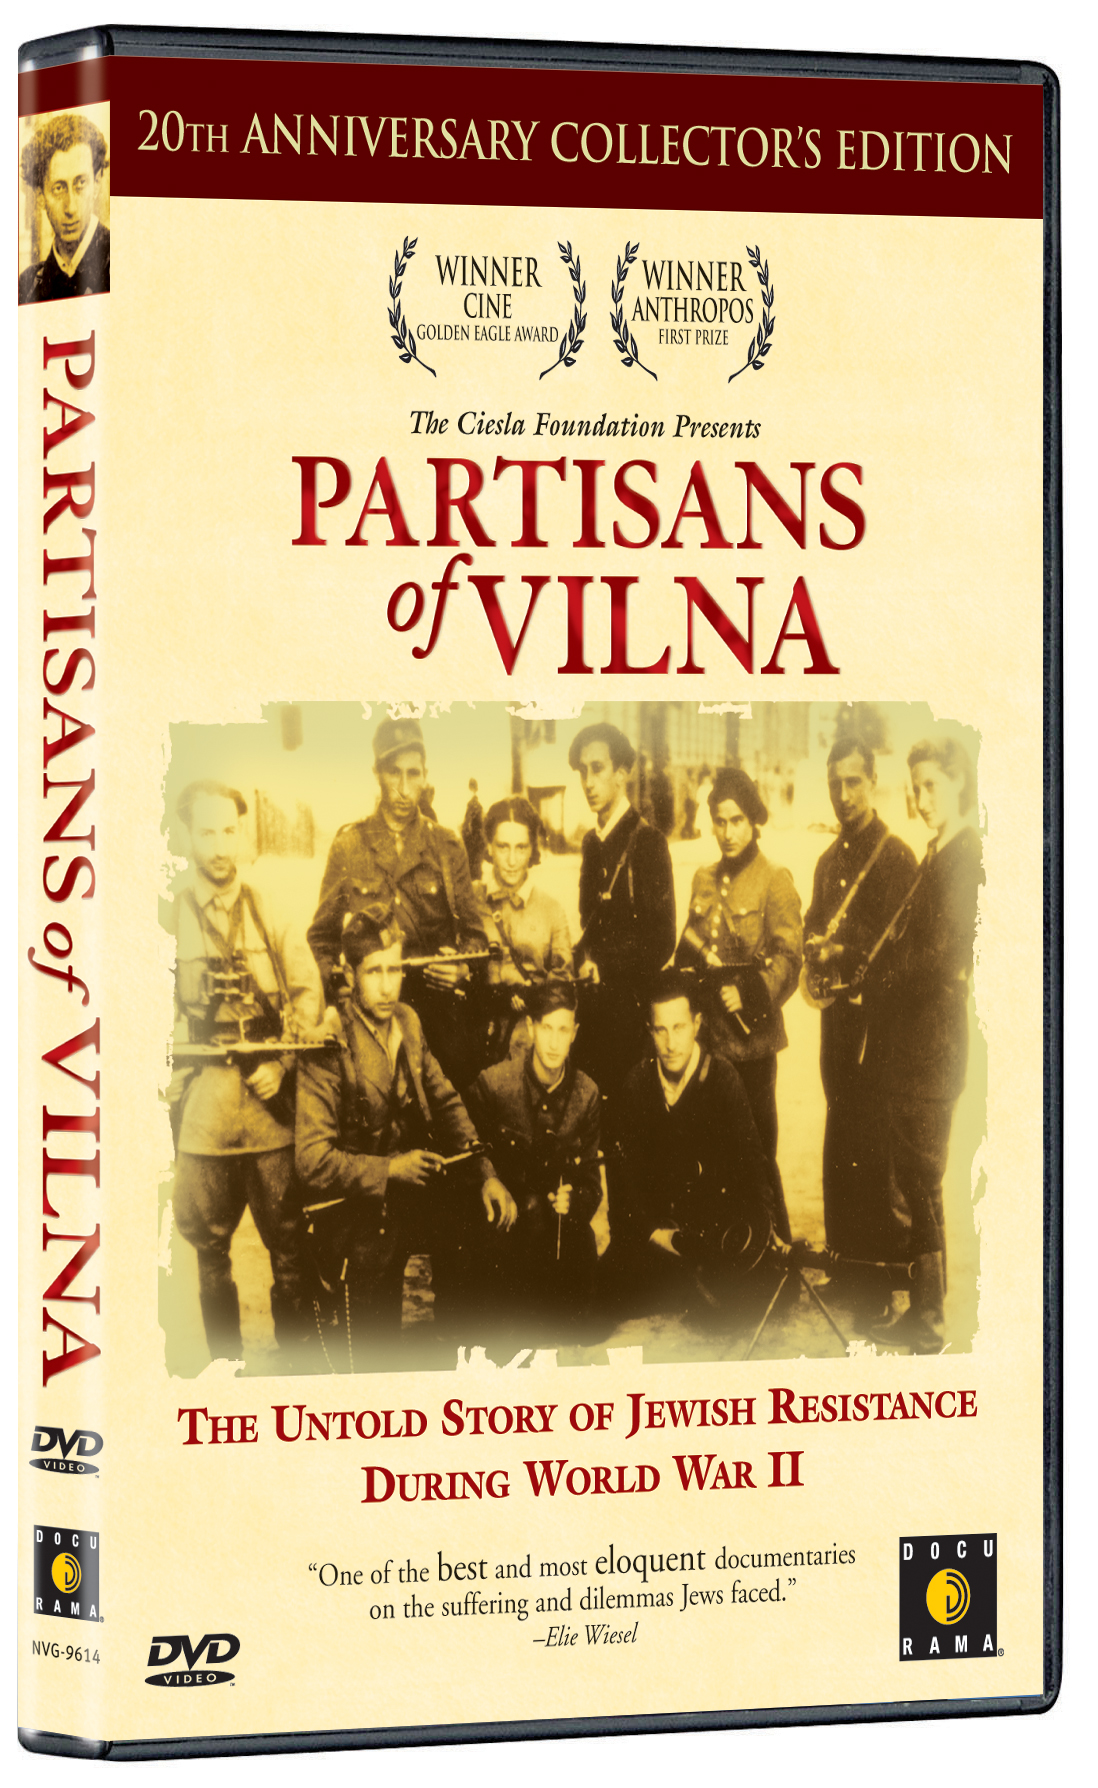 20TH ANNIVERSARY COLLECTOR'S EDITION
WINNER
CINE
GOLDEN EAGLE AWARD
WINNER
ANTHROPOS
FIRST PRIZE
The Ciesla Foundation Presents
PARTISANS
of VILNA
THE UNTOLD STORY OF JEWISH RESISTANCE
DURING WORLD WAR II
"One of the best and most eloquent documentaries
on the suffering and dilemmas Jews faced."
–Elie Wiesel
DVD
VIDEO
™
DOCU
RAMA®
PARTISANS of VILNA
DVD
VIDEO
™
DOCU
RAMA®
NVG-9614